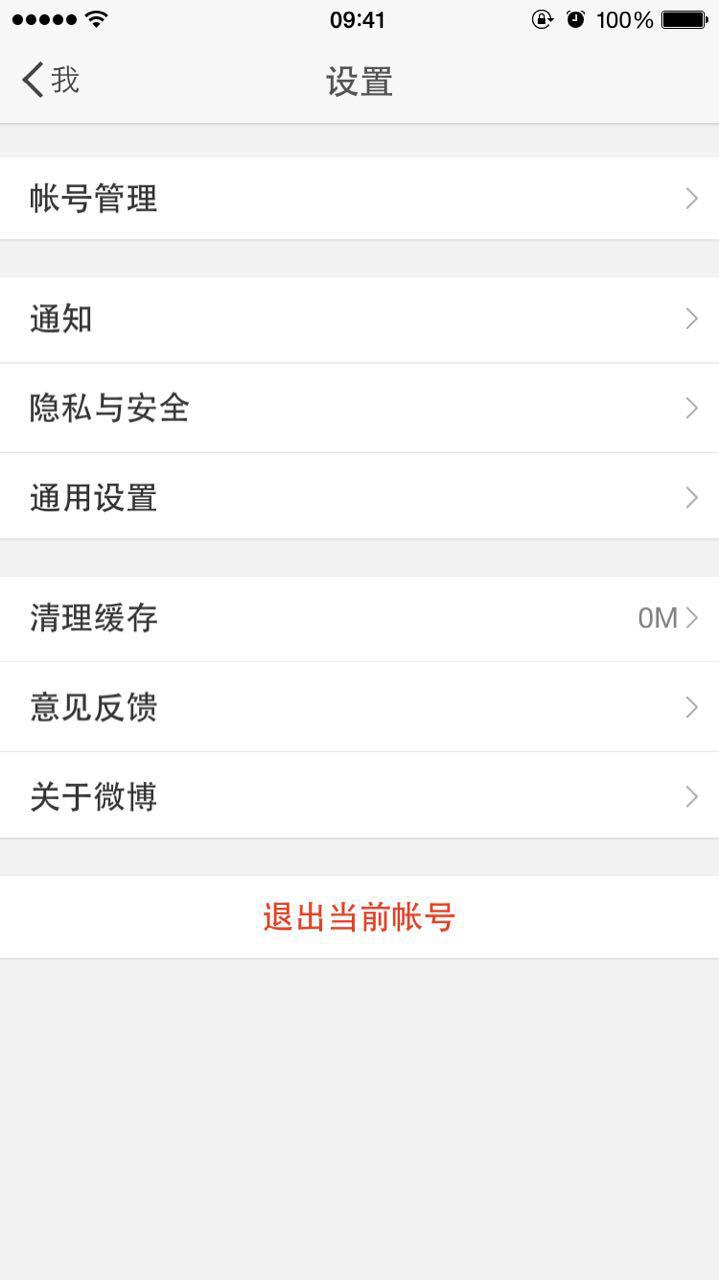 09:41
100%
我
设置
帐号管理
通知
隐私与安全
通用设置
清理缓存
0M
意见反馈
关于微博
退出当前帐号